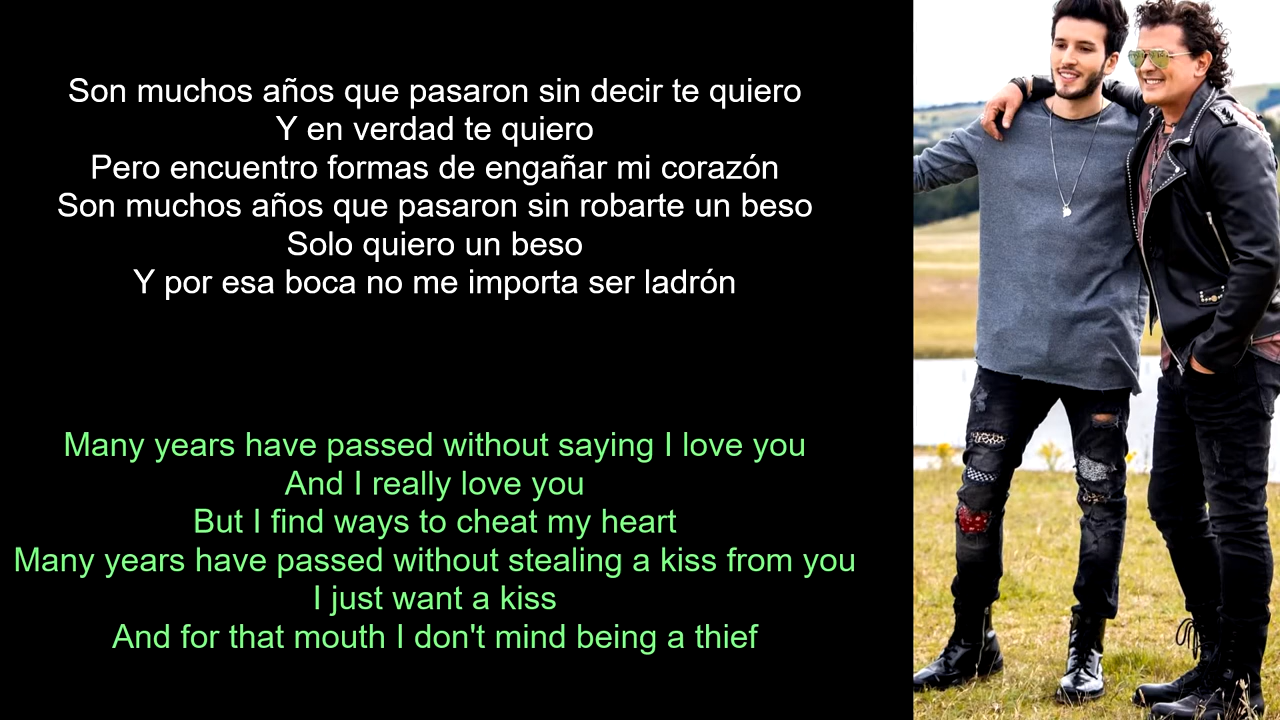 Son muchos años que pasaron sin decir te quiero
Y en verdad te quiero
Pero encuentro formas de engañar mi corazón
Son muchos años que pasaron sin robarte un beso
Solo quiero un beso
Y por esa boca no me importa ser ladrón
Many years have passed without saying I love you
And I really love you
But I find ways to cheat my heart
Many years have passed without stealing a kiss from you
I just want a kiss
And for that mouth I don't mind being a thief